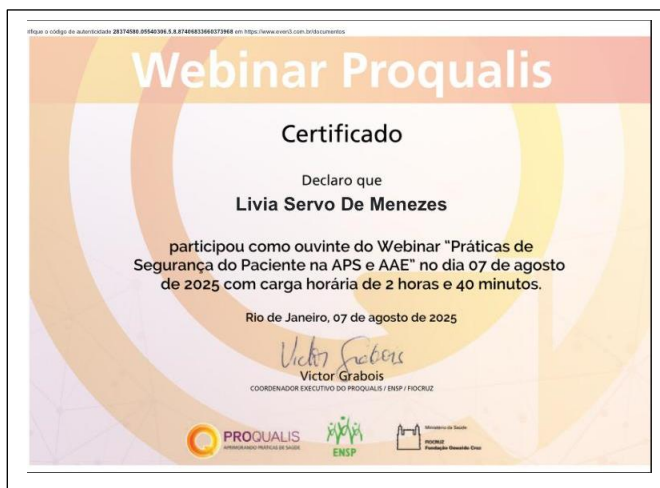 ifique o código de autenticidade 28374580.05540306.5.8.87406833660373968 em https://www.even3.com.br/documentos
Webinar Proqualis
Certificado
Declaro que
Livia Servo De Menezes
participou como ouvinte do Webinar "Práticas de
Segurança do Paciente na APS e AAE" no dia 07 de agosto
de 2025 com carga horária de 2 horas e 40 minutos.
Rio de Janeiro, 07 de agosto de 2025
Victor Grabois
Victor Grabois
COORDENADOR EXECUTIVO DO PROQUALIS / ENSP / FIOCRUZ
PROQUALIS
APRIMORANDO PRÁTICAS DE SAÚDE
ENSP
Ministério da Saúde
FIOCRUZ
Fundação Oswaldo Cruz